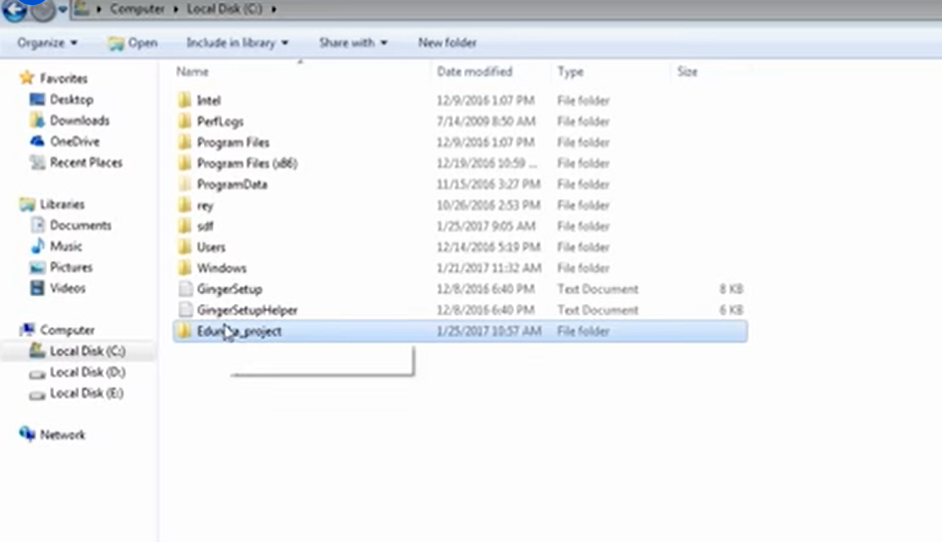 Computer Local Disk (C:)
Organize Open Include in library Share with New folder
Name Date modified Type Size
Favorites
Desktop
Downloads
OneDrive
Recent Places
Libraries
Documents
Music
Pictures
Videos
Computer
Local Disk (C:)
Local Disk (D:)
Local Disk (E:)
Network
Intel 12/9/2016 1:07 PM File folder
PerfLogs 7/14/2009 8:50 AM File folder
Program Files 12/9/2016 1:07 PM File folder
Program Files (x86) 12/19/2016 10:59 ... File folder
ProgramData 11/15/2016 3:27 PM File folder
rey 10/26/2016 2:53 PM File folder
sdf 1/25/2017 9:05 AM File folder
Users 12/14/2016 5:19 PM File folder
Windows 1/21/2017 11:32 AM File folder
GingerSetup 12/8/2016 6:40 PM Text Document 8 KB
GingerSetupHelper 12/8/2016 6:40 PM Text Document 6 KB
1/25/2017 10:57 AM File folder